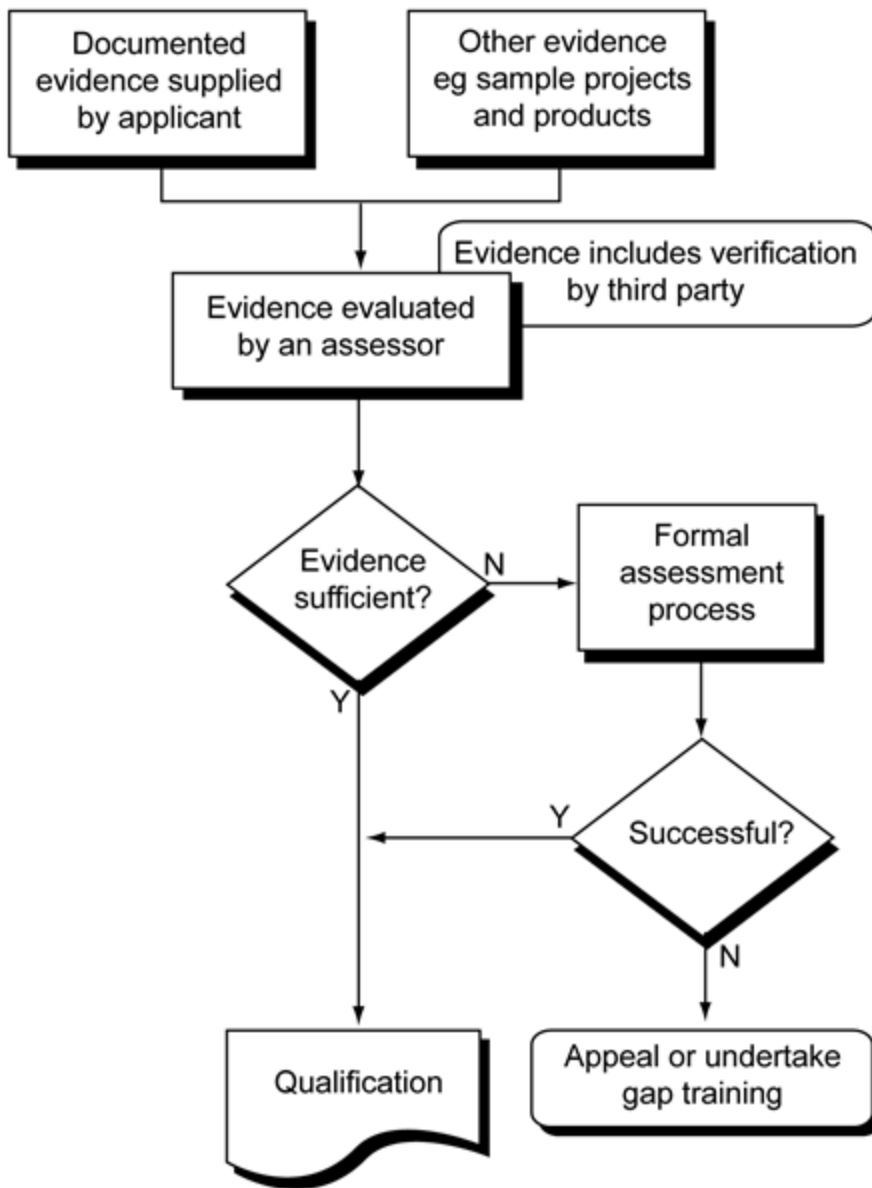 Documented
evidence supplied
by applicant
Other evidence
eg sample projects
and products
Evidence includes verification
by third party
Evidence evaluated
by an assessor
Evidence
sufficient?
N
Formal
assessment
process
Y
Y
Successful?
N
Qualification
Appeal or undertake
gap training